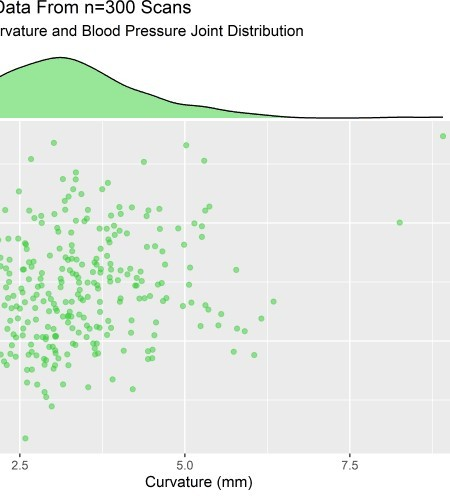 Data From n=300 Scans
rvature and Blood Pressure Joint Distribution
2.5 5.0 7.5
Curvature (mm)